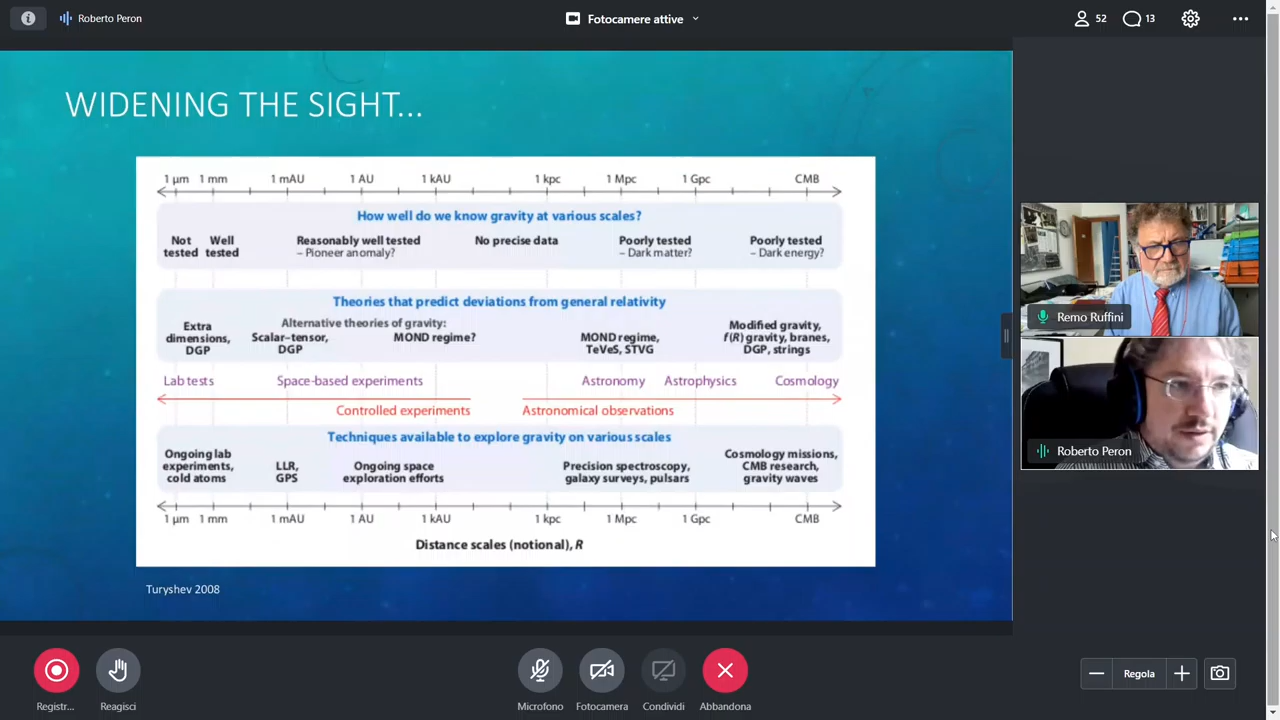 Roberto Peron
Fotocamere attive
52
13
WIDENING THE SIGHT...
1 μm 1 mm 1 mAU 1 AU 1 kAU 1 kpc 1 Mpc 1 Gpc CMB
How well do we know gravity at various scales?
Not tested
Well tested
Reasonably well tested
– Pioneer anomaly?
No precise data
Poorly tested
– Dark matter?
Poorly tested
– Dark energy?
Theories that predict deviations from general relativity
Extra
dimensions,
DGP
Alternative theories of gravity:
Scalar–tensor,
DGP
MOND regime?
MOND regime,
TeVeS, STVG
Modified gravity,
f(R) gravity, branes,
DGP, strings
Lab tests Space-based experiments Astronomy Astrophysics Cosmology
Controlled experiments Astronomical observations
Techniques available to explore gravity on various scales
Ongoing lab
experiments,
cold atoms
LLR,
GPS
Ongoing space
exploration efforts
Precision spectroscopy,
galaxy surveys, pulsars
Cosmology missions,
CMB research,
gravity waves
1 μm 1 mm 1 mAU 1 AU 1 kAU 1 kpc 1 Mpc 1 Gpc CMB
Distance scales (notional), R
Turyshev 2008
Remo Ruffini
Roberto Peron
Registr...
Reagisci
Microfono
Fotocamera
Condividi
Abbandona
Regola